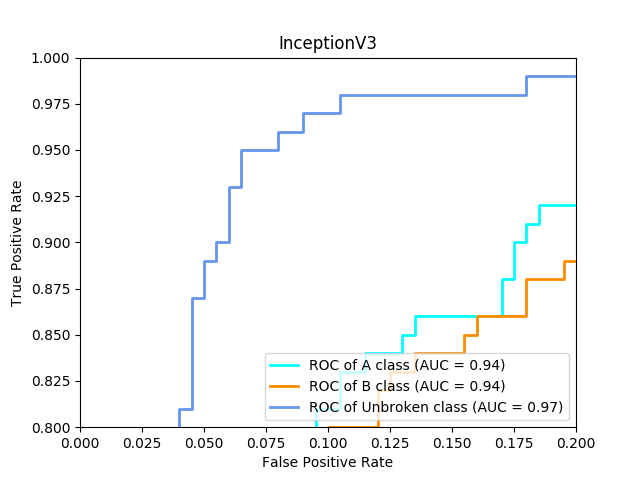 InceptionV3
True Positive Rate
1.000
0.975
0.950
0.925
0.900
0.875
0.850
0.825
0.800
ROC of A class (AUC = 0.94)
ROC of B class (AUC = 0.94)
ROC of Unbroken class (AUC = 0.97)
0.000 0.025 0.050 0.075 0.100 0.125 0.150 0.175 0.200
False Positive Rate